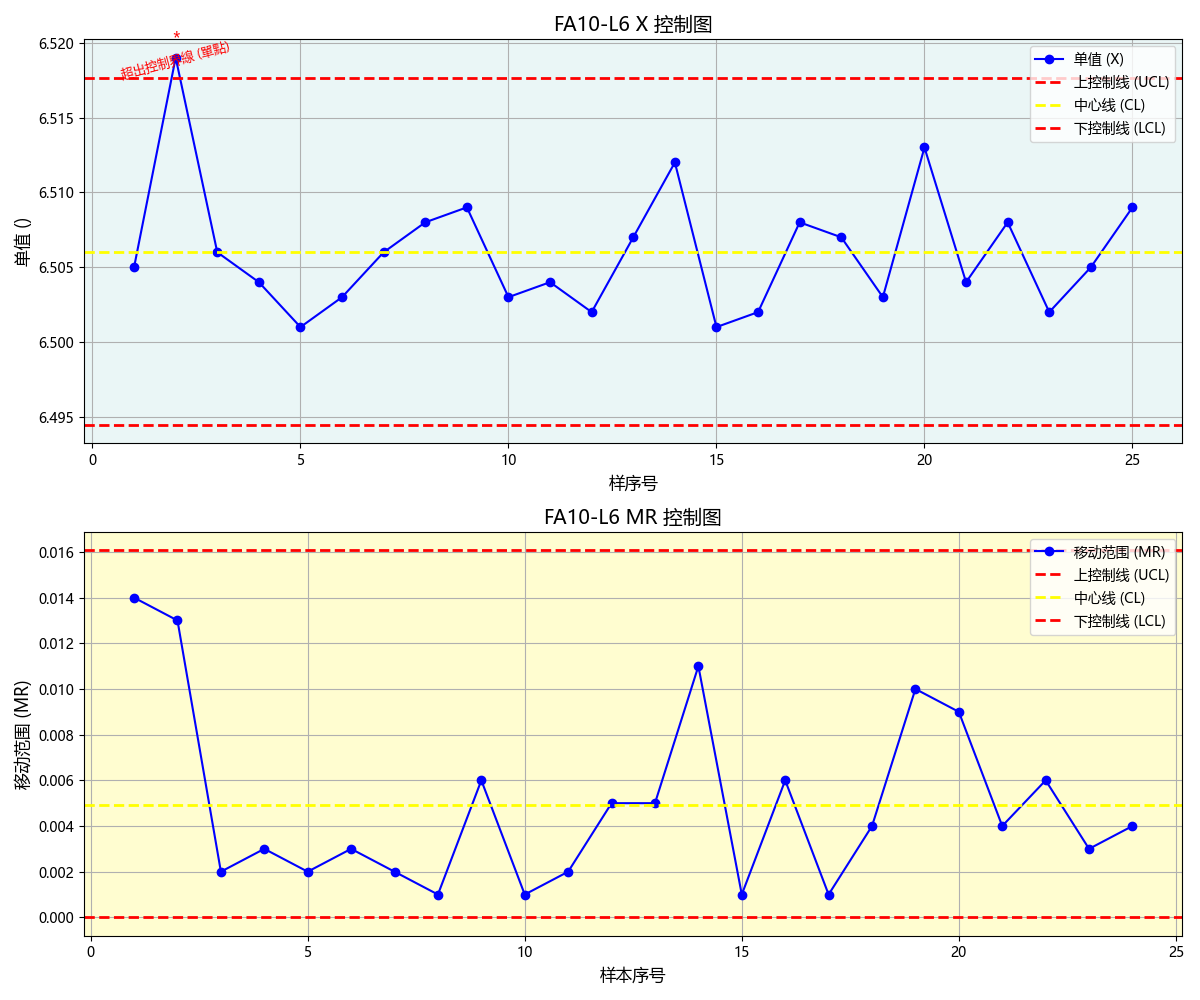 FA10-L6 X 控制图
*
超出控制界線 (單點)
单值 (X)
上控制线 (UCL)
中心线 (CL)
下控制线 (LCL)
单值 ()
6.520
6.515
6.510
6.505
6.500
6.495
0 5 10 15 20 25
样序号
FA10-L6 MR 控制图
移动范围 (MR)
上控制线 (UCL)
中心线 (CL)
下控制线 (LCL)
移动范围 (MR)
0.016
0.014
0.012
0.010
0.008
0.006
0.004
0.002
0.000
0 5 10 15 20 25
样本序号